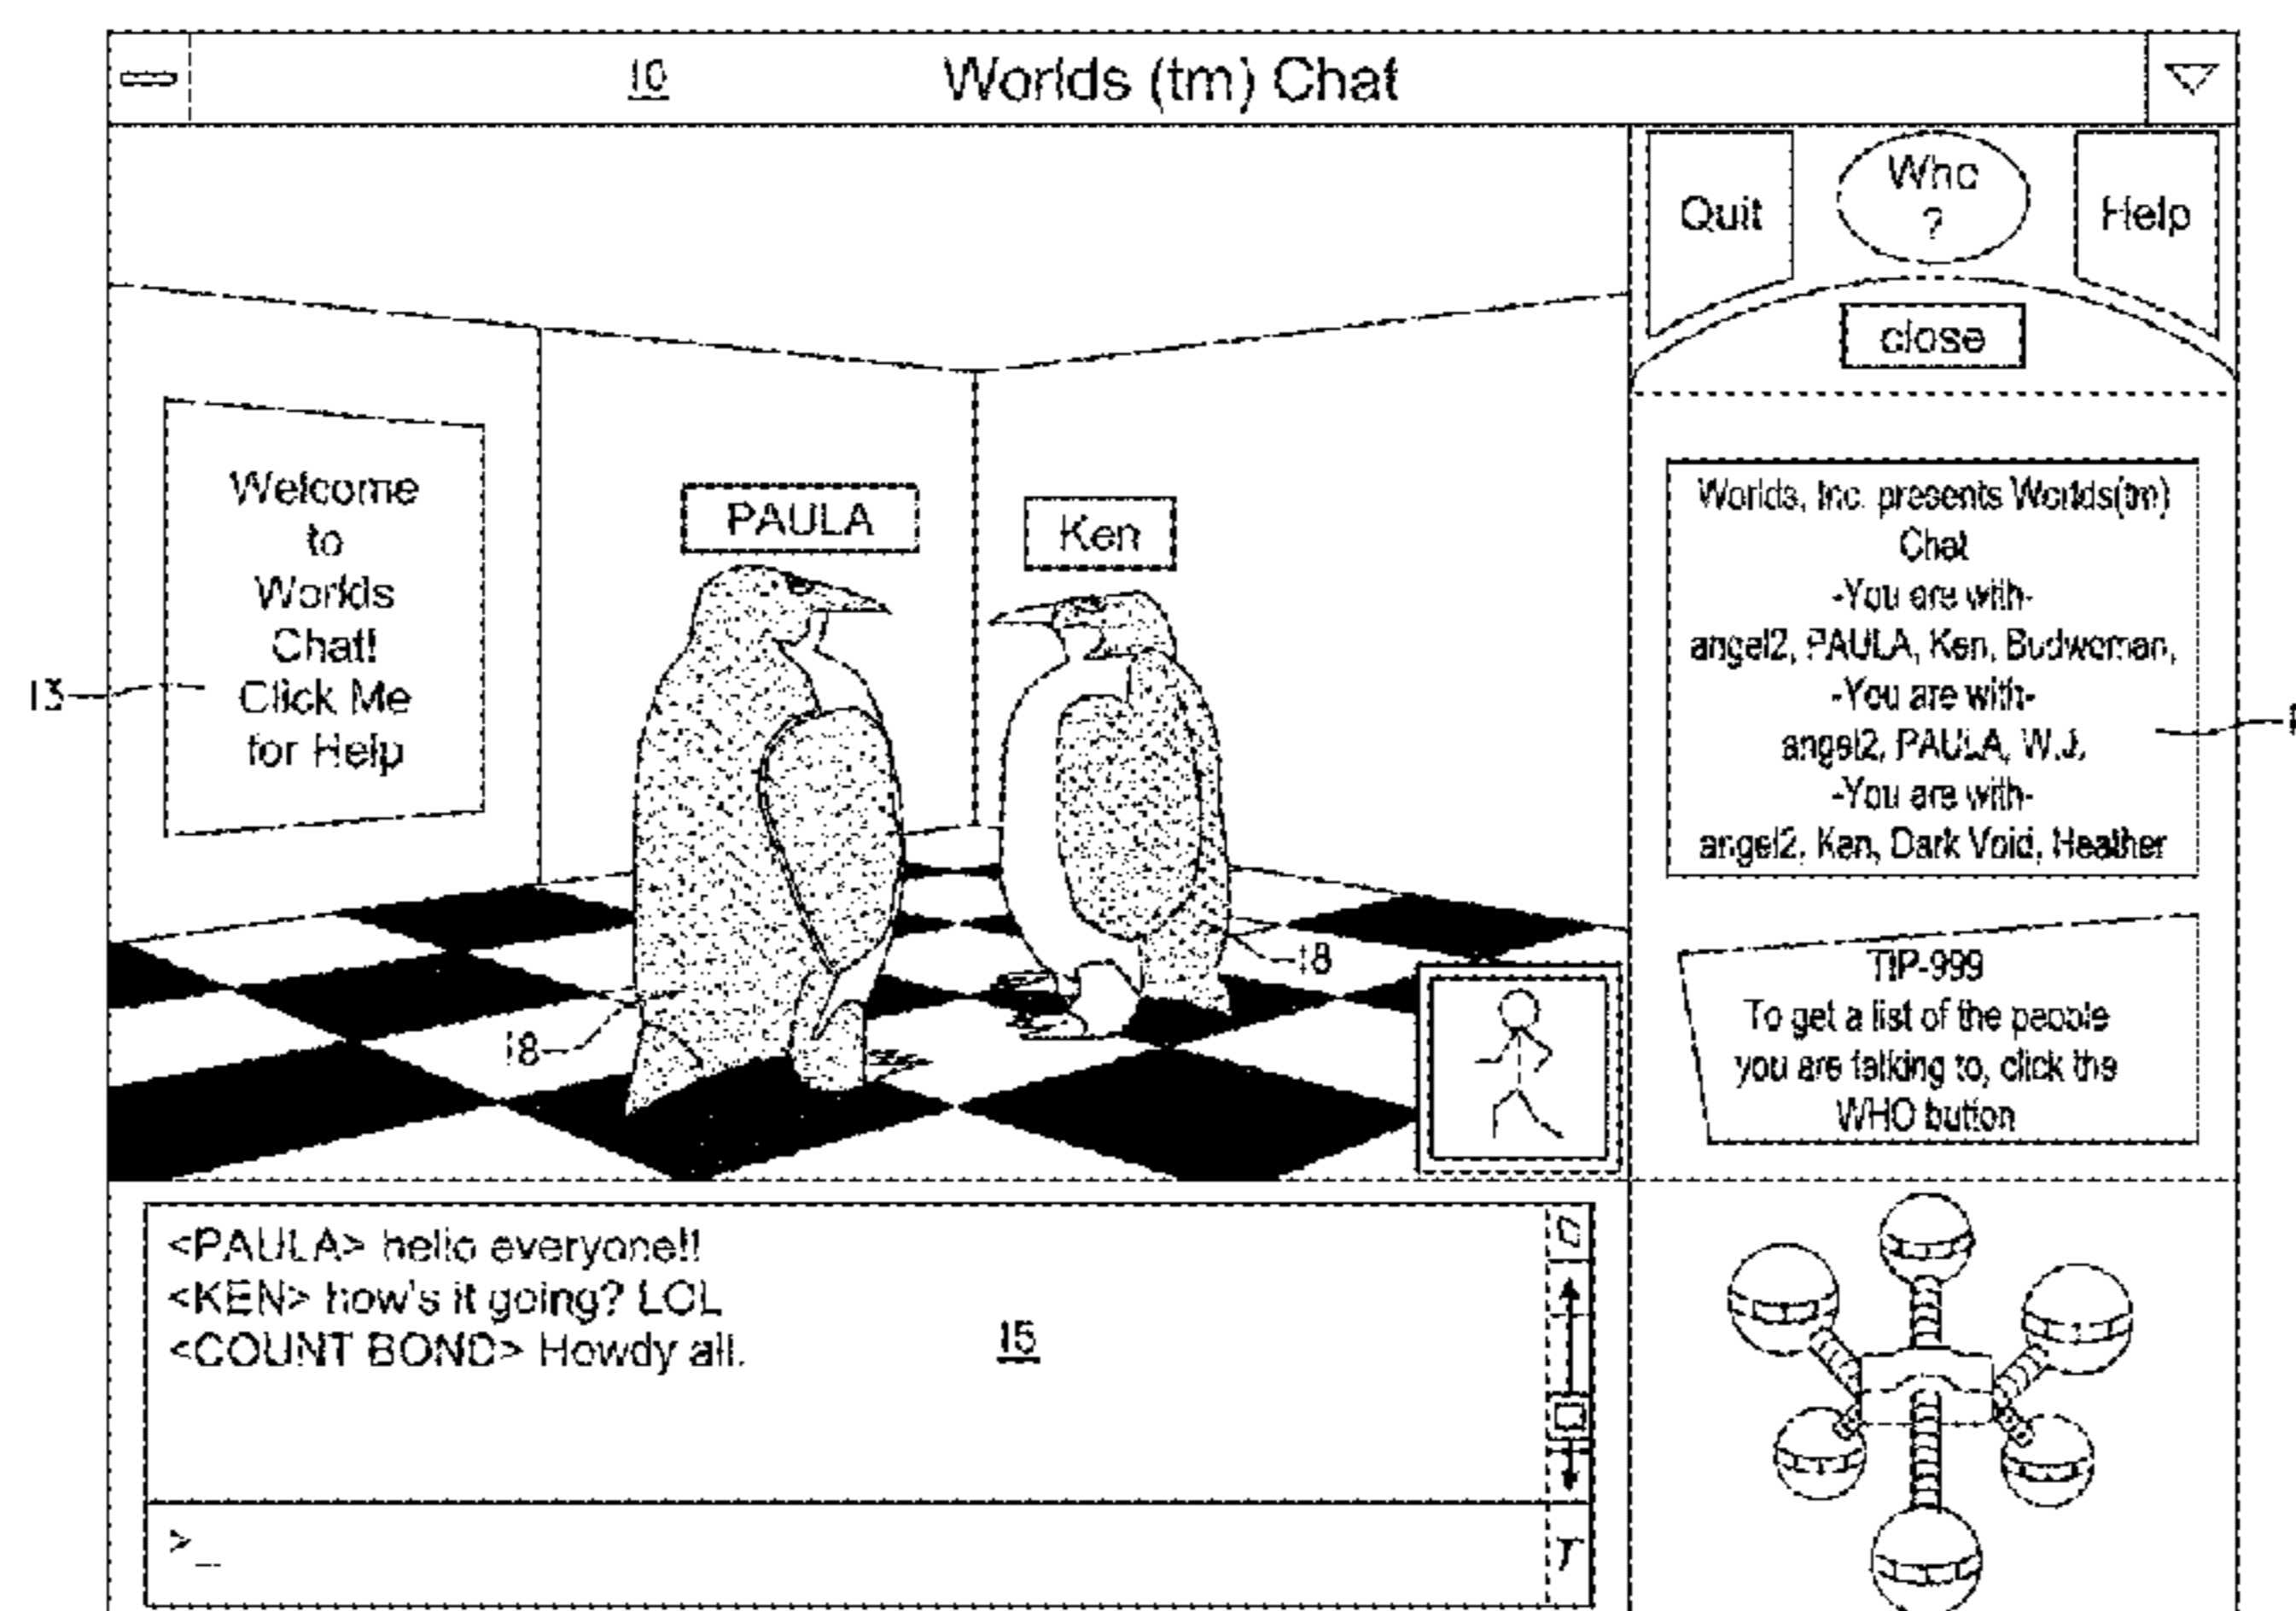 10
Worlds (tm) Chat
Quit
Who
?
Help
close
Welcome
to
Worlds
Chat!
Click Me
for Help
13
PAULA
Ken
18
18
Worlds, Inc. presents Worlds(tm)
Chat
-You are with-
angel2, PAULA, Ken, Budwoman,
-You are with-
angel2, PAULA, W.J.
-You are with-
angel2, Ken, Dark Void, Heather
TIP-999
To get a list of the people
you are talking to, click the
WHO button
<PAULA> hello everyone!!
<KEN> how's it going? LOL
<COUNT BOND> Howdy all.
15
>_